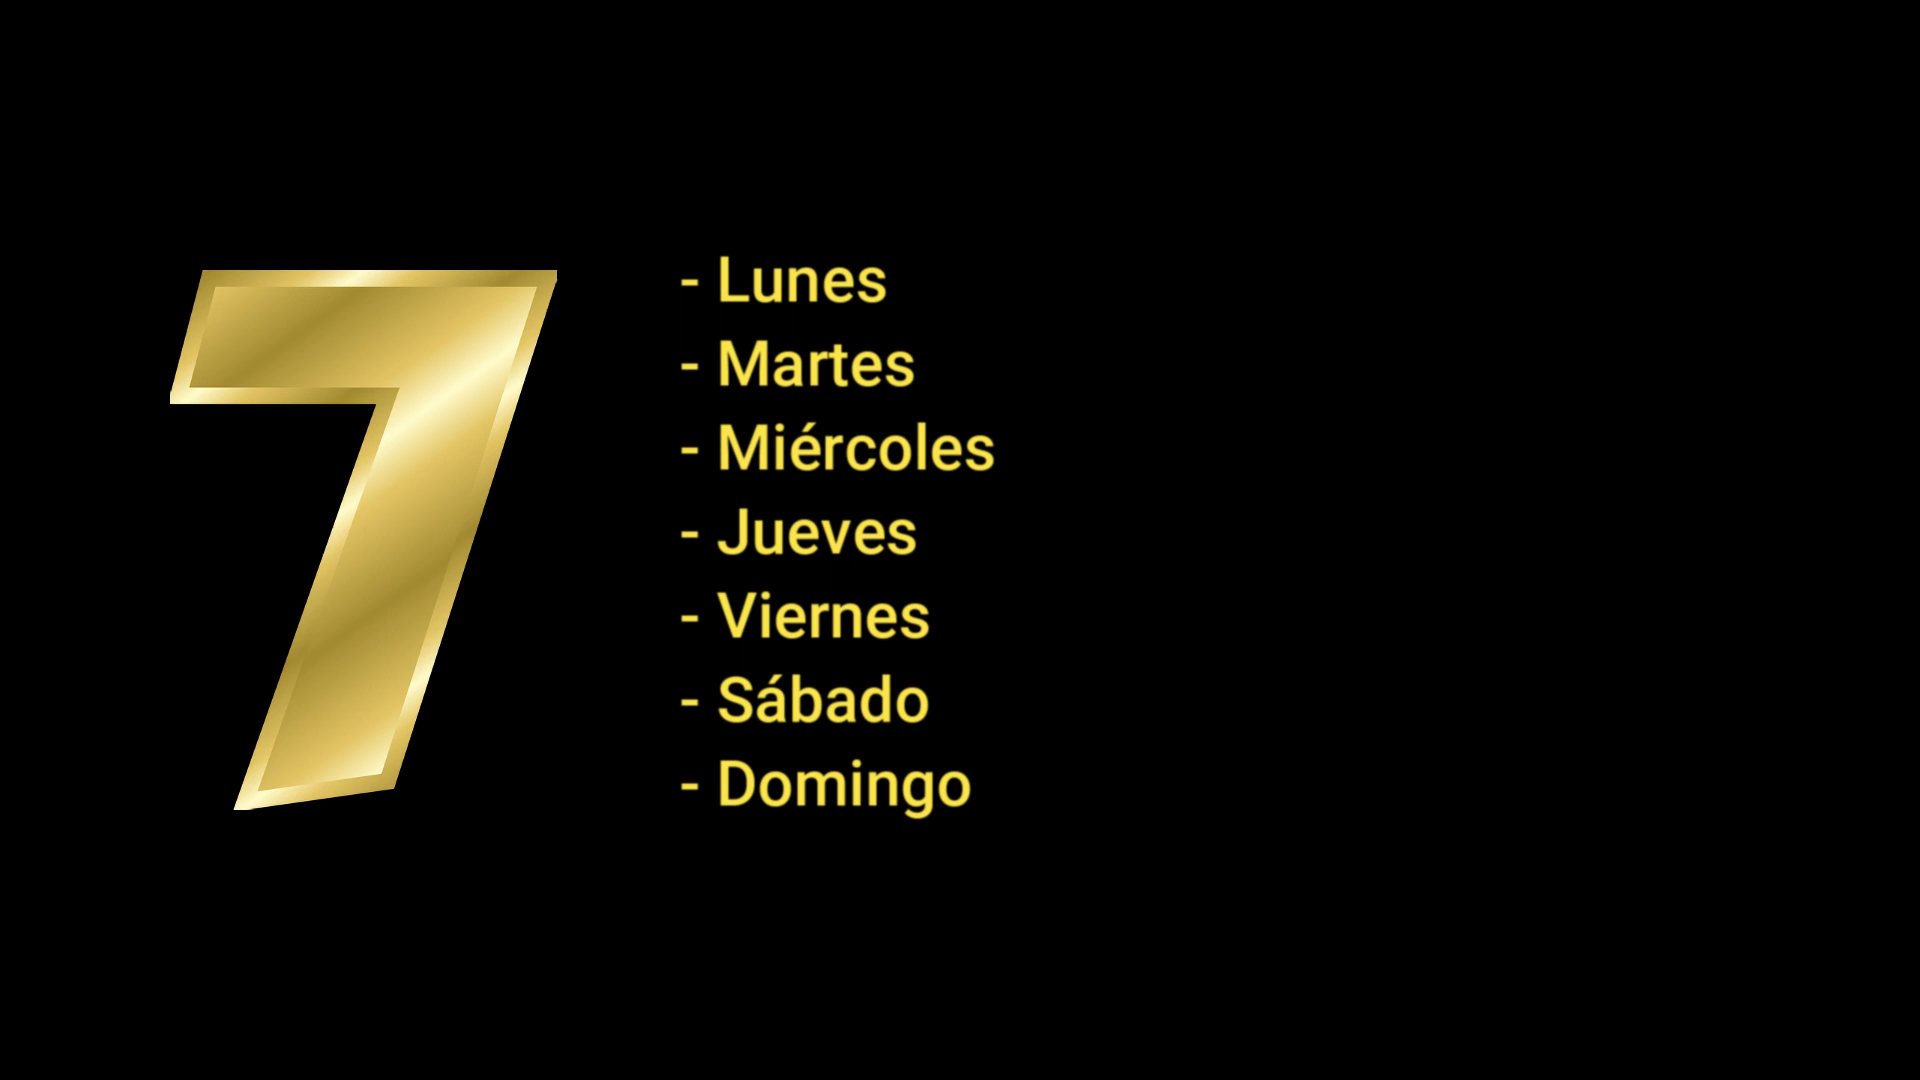 7
- Lunes
- Martes
- Miércoles
- Jueves
- Viernes
- Sábado
- Domingo